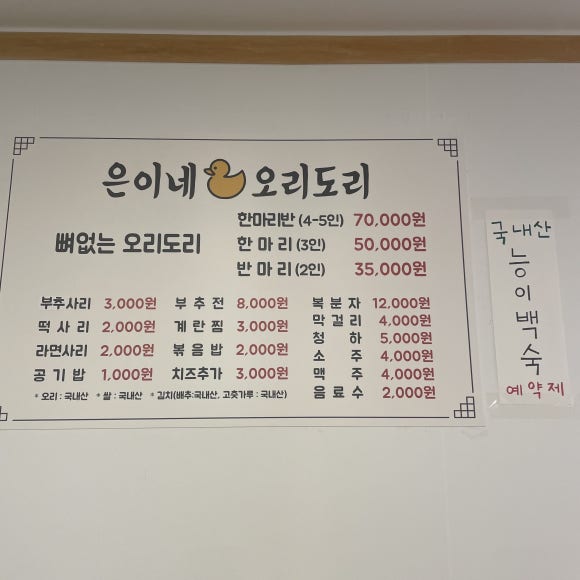 은이네 오리도리
뼈없는 오리도리
한마리반 (4-5인) 70,000원
한 마 리 (3인) 50,000원
반 마 리 (2인) 35,000원
부추사리 3,000원
떡 사 리 2,000원
라면사리 2,000원
공 기 밥 1,000원
부 추 전 8,000원
계 란 찜 3,000원
볶 음 밥 2,000원
치즈추가 3,000원
복 분 자 12,000원
막 걸 리 4,000원
청 하 5,000원
소 주 4,000원
맥 주 4,000원
음 료 수 2,000원
* 오리 : 국내산 * 쌀 : 국내산 * 김치(배추:국내산, 고춧가루 : 국내산)
국내산
능이백숙
예약제